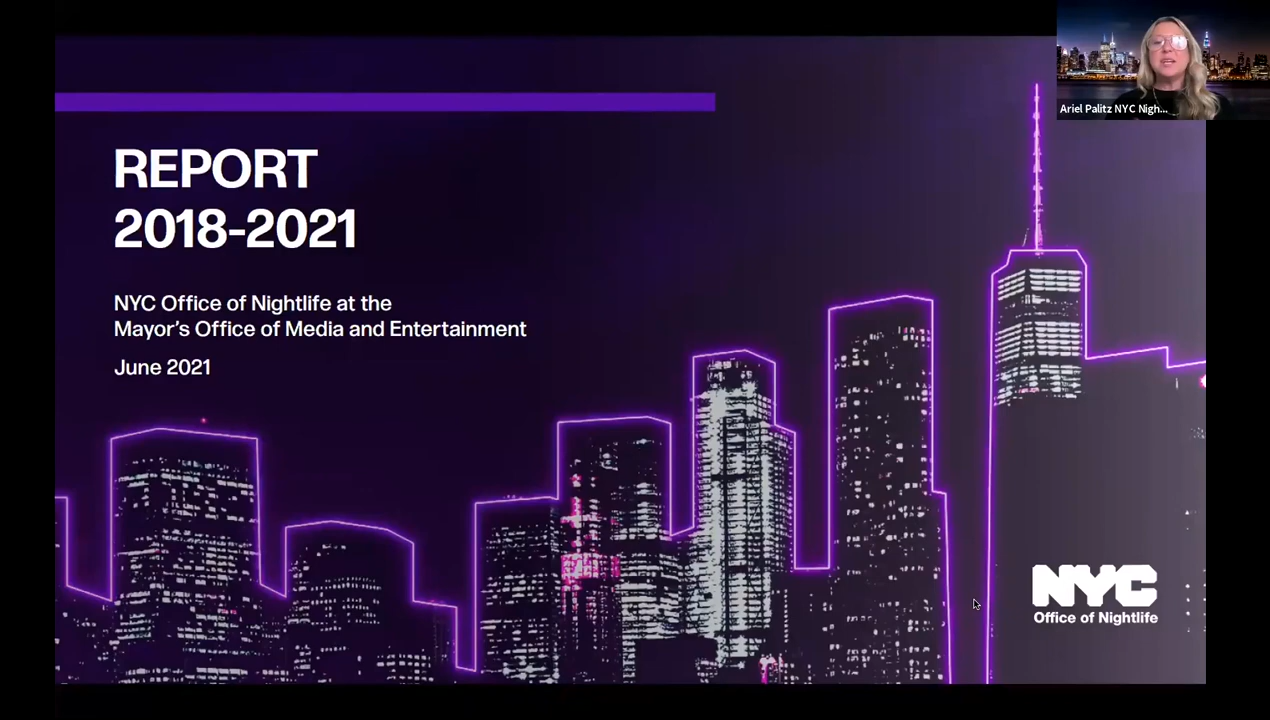 Ariel Palitz NYC Nigh...
REPORT
2018-2021
NYC Office of Nightlife at the
Mayor's Office of Media and Entertainment
June 2021
NYC
Office of Nightlife